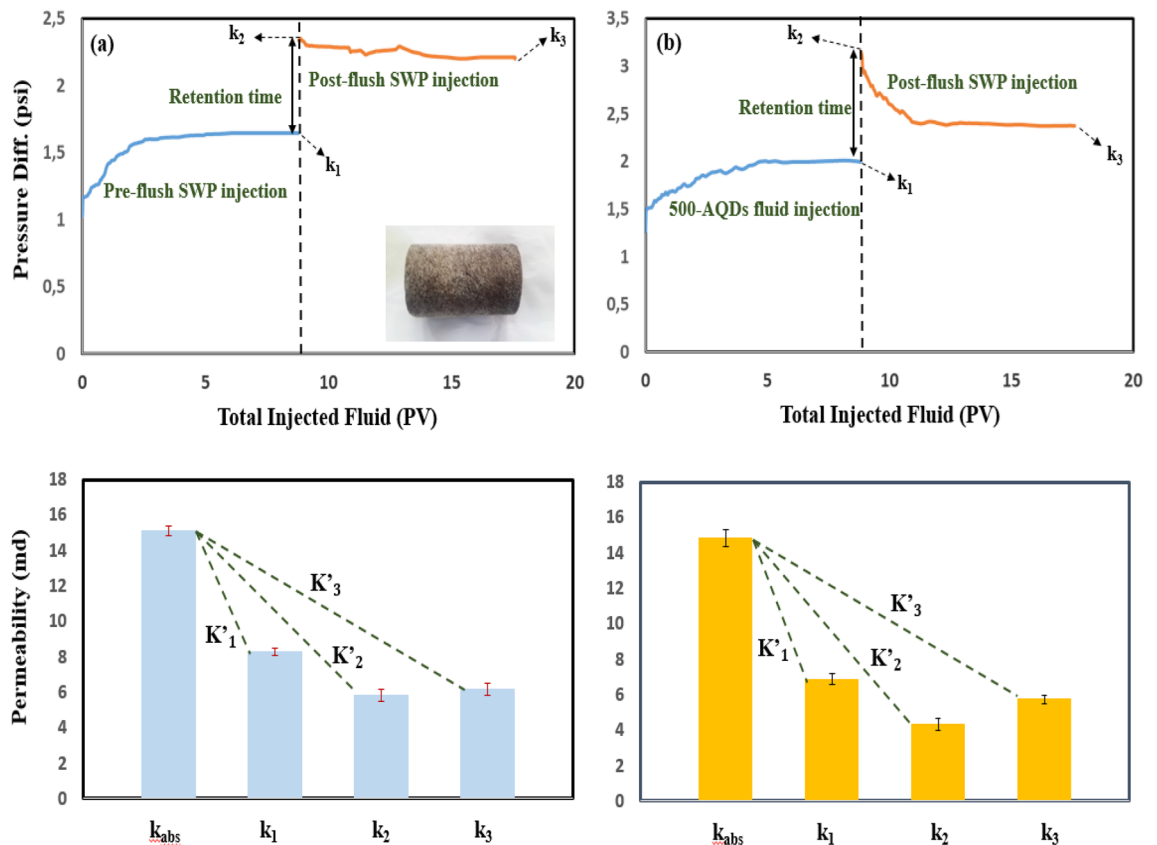 (a)
k2
k3
Post-flush SWP injection
Retention time
k1
Pre-flush SWP injection
Pressure Diff. (psi)
2,5
2
1,5
1
0,5
0
0 5 10 15 20
Total Injected Fluid (PV)
(b)
k2
Post-flush SWP injection
Retention time
k3
k1
500-AQDs fluid injection
3,5
3
2,5
2
1,5
1
0,5
0
0 5 10 15 20
Total Injected Fluid (PV)
Permeability (md)
18
16
14
12
10
8
6
4
2
0
K’3
K’1
K’2
kabs k1 k2 k3
18
16
14
12
10
8
6
4
2
0
K’3
K’1
K’2
kabs k1 k2 k3